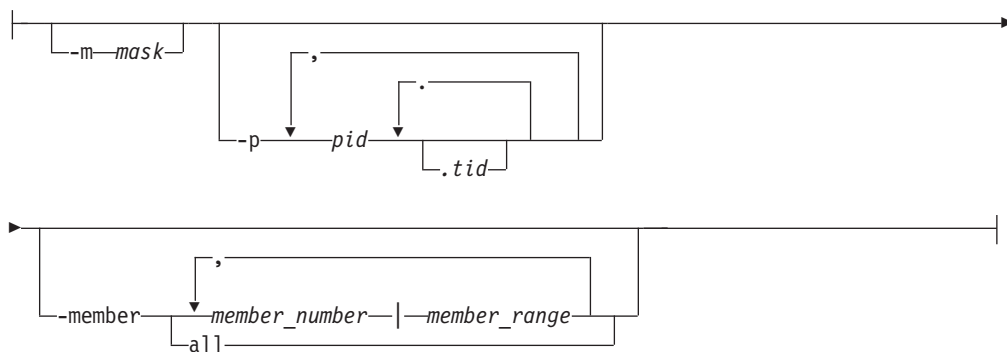 -m mask
,
.
-p pid
.tid
,
-member member_number | member_range
all